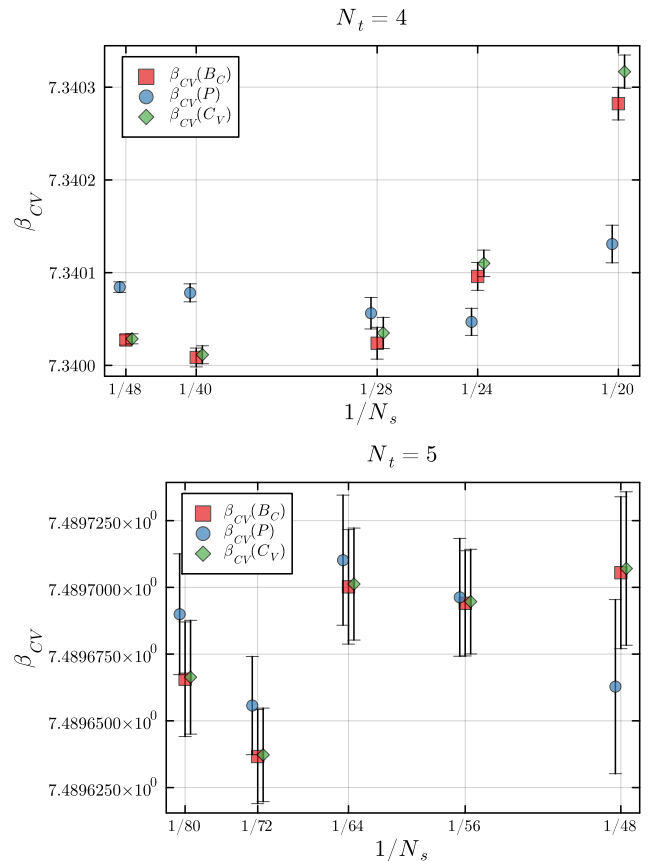 N_t = 4
β_CV
7.3403
7.3402
7.3401
7.3400
β_CV(B_C)
β_CV(P)
β_CV(C_V)
1/48 1/40 1/28 1/24 1/20
1/N_s
N_t = 5
β_CV
7.4897250×10^0
7.4897000×10^0
7.4896750×10^0
7.4896500×10^0
7.4896250×10^0
β_CV(B_C)
β_CV(P)
β_CV(C_V)
1/80 1/72 1/64 1/56 1/48
1/N_s